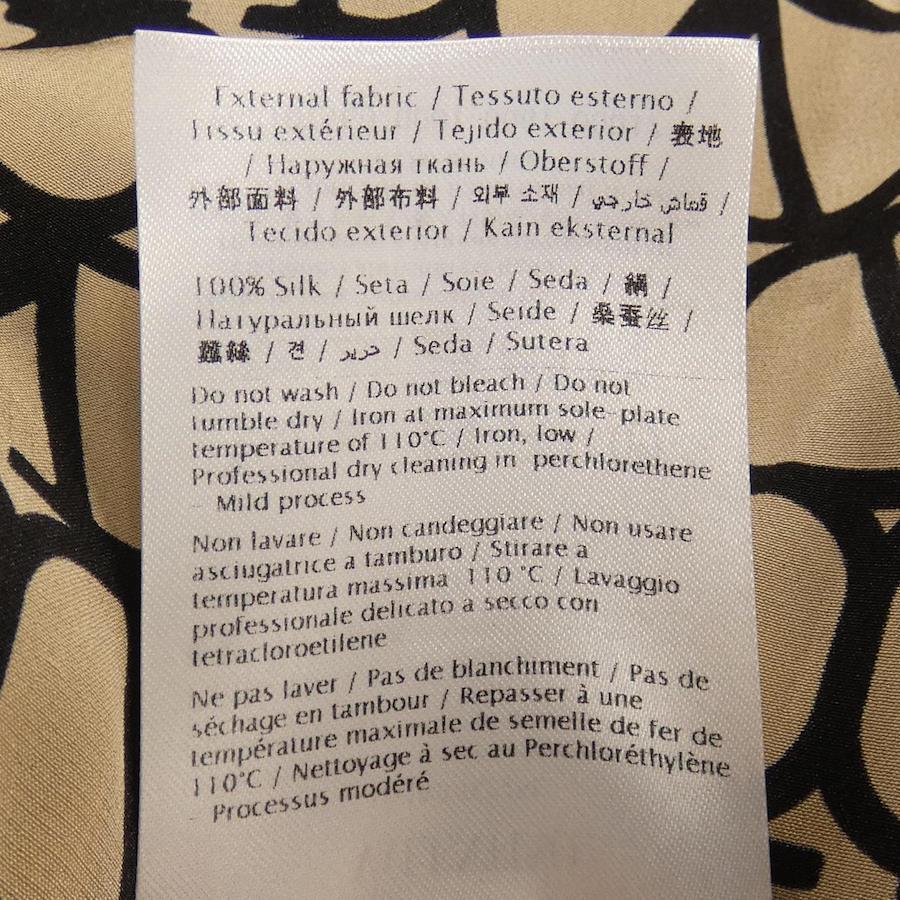 External fabric / Tessuto esterno /
Tissu extérieur / Tejido exterior / 表地
/ Наружная ткань / Oberstoff /
外部面料 / 外部布料 / 외부 소재 / قماش خارجي /
Tecido exterior / Kain eksternal
100% Silk / Seta / Soie / Seda / 絹 /
Натуральный шелк / Seide / 桑蚕丝 /
蠶絲 / 견 / حرير / Seda / Sutera
Do not wash / Do not bleach / Do not
tumble dry / Iron at maximum sole-plate
temperature of 110°C / Iron, low /
Professional dry cleaning in perchlorethene
- Mild process
Non lavare / Non candeggiare / Non usare
asciugatrice a tamburo / Stirare a
temperatura massima 110 °C / Lavaggio
professionale delicato a secco con
tetracloroetilene
Ne pas laver / Pas de blanchiment / Pas de
séchage en tambour / Repasser à une
température maximale de semelle de fer de
110°C / Nettoyage à sec au Perchloréthylène
- Processus modéré